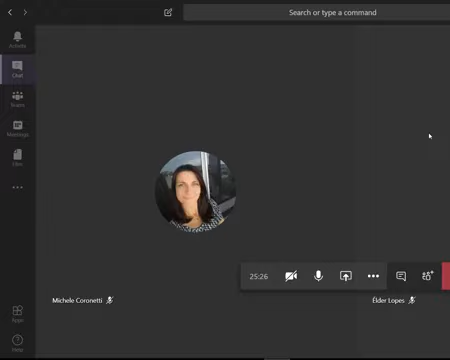 Search or type a command
Activity
Chat
Teams
Meetings
Files
25:26
Michele Coronetti
Élder Lopes
Apps
Help